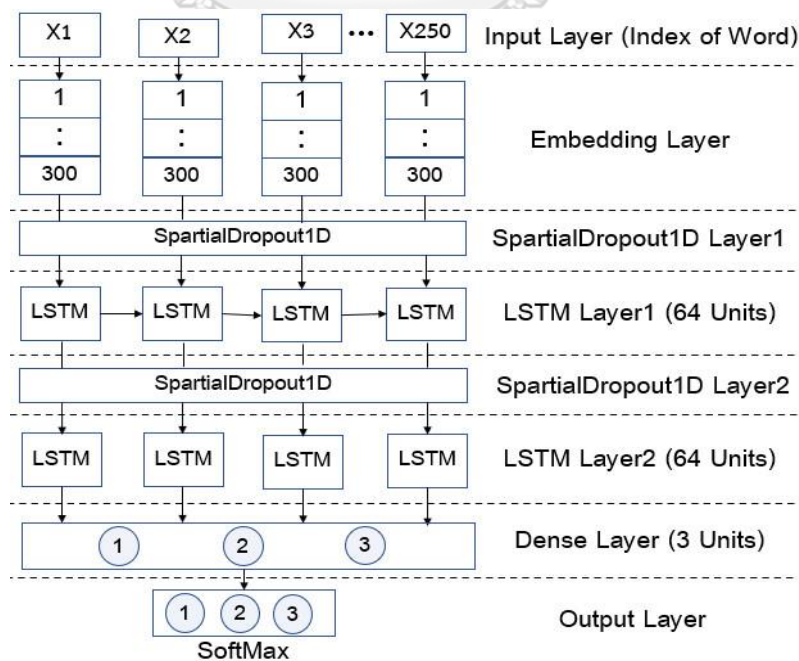 X1 X2 X3 ••• X250 Input Layer (Index of Word)
1 1 1 1
: : : : Embedding Layer
300 300 300 300
SpartialDropout1D SpartialDropout1D Layer1
LSTM LSTM LSTM LSTM LSTM Layer1 (64 Units)
SpartialDropout1D SpartialDropout1D Layer2
LSTM LSTM LSTM LSTM LSTM Layer2 (64 Units)
1 2 3 Dense Layer (3 Units)
1 2 3 Output Layer
SoftMax